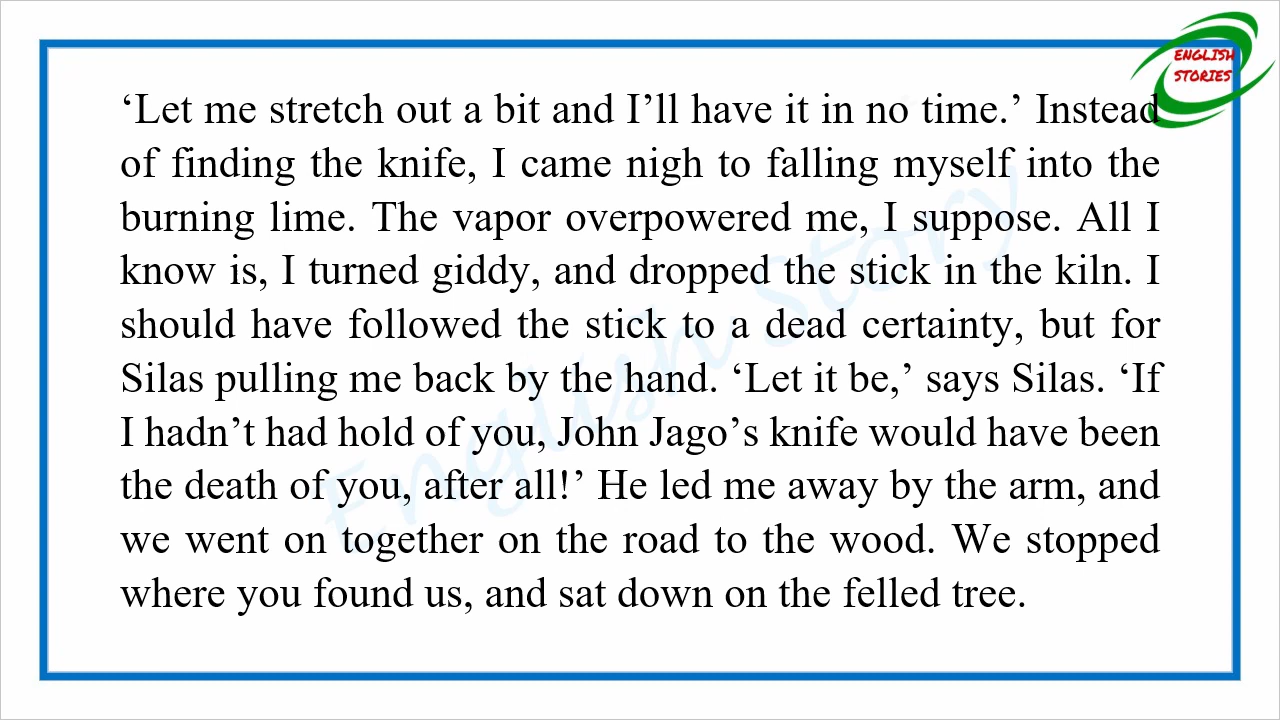 ENGLISH
STORIES
‘Let me stretch out a bit and I’ll have it in no time.’ Instead
of finding the knife, I came nigh to falling myself into the
burning lime. The vapor overpowered me, I suppose. All I
know is, I turned giddy, and dropped the stick in the kiln. I
should have followed the stick to a dead certainty, but for
Silas pulling me back by the hand. ‘Let it be,’ says Silas. ‘If
I hadn’t had hold of you, John Jago’s knife would have been
the death of you, after all!’ He led me away by the arm, and
we went on together on the road to the wood. We stopped
where you found us, and sat down on the felled tree.
English Story